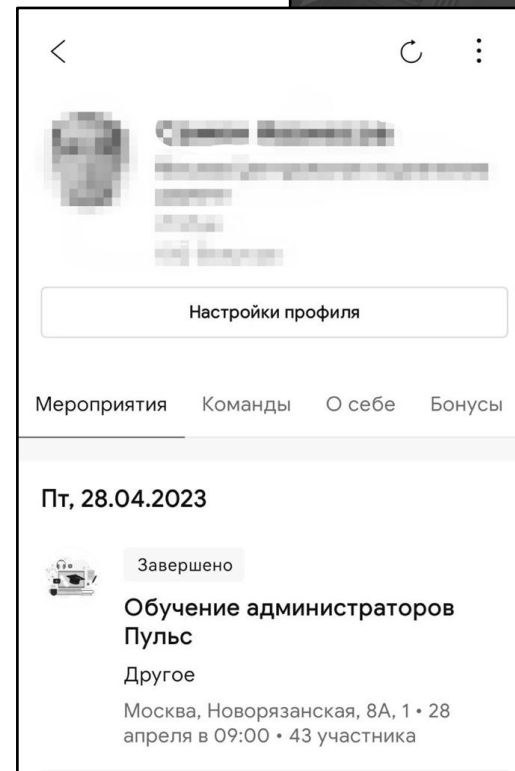 Настройки профиля
Мероприятия Команды О себе Бонусы
Пт, 28.04.2023
Завершено
Обучение администраторов
Пульс
Другое
Москва, Новорязанская, 8А, 1 • 28
апреля в 09:00 • 43 участника